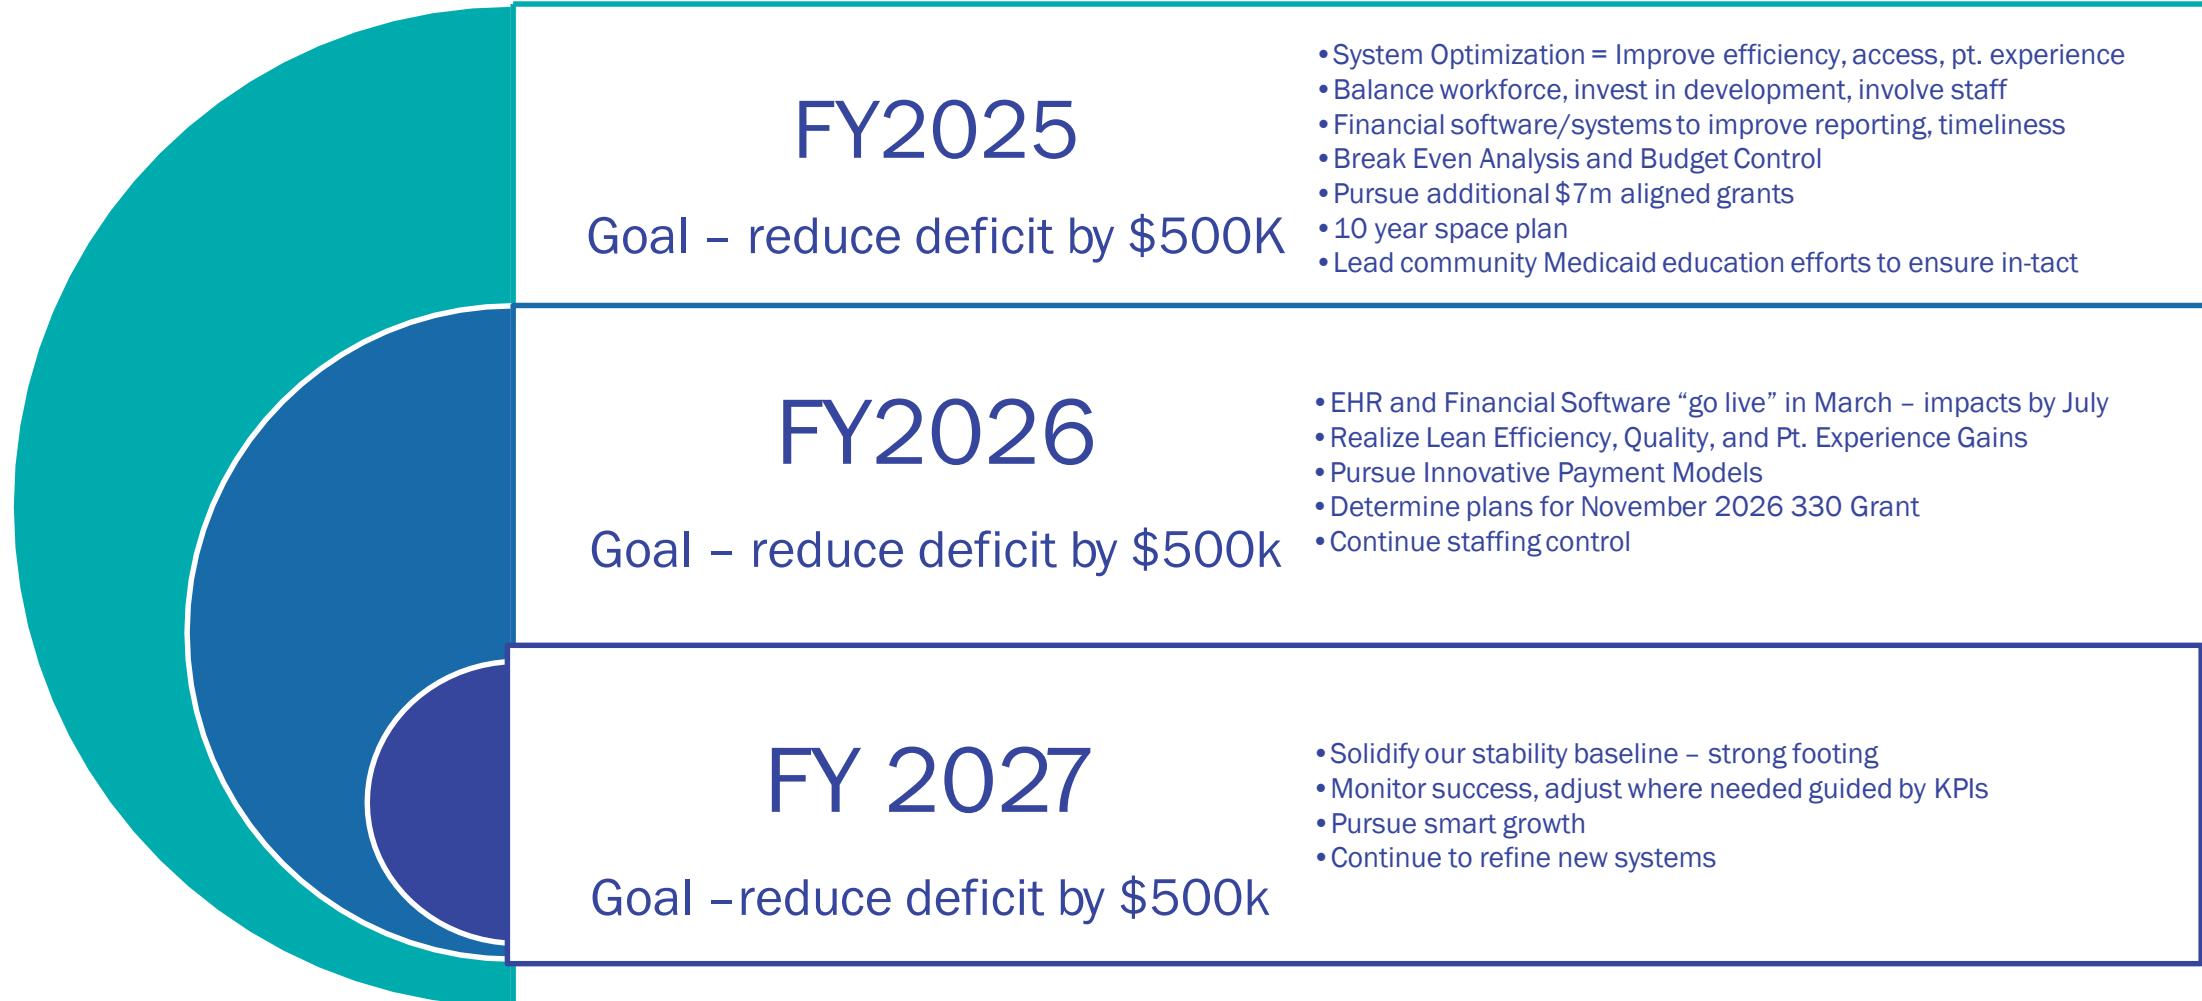 FY2025
Goal – reduce deficit by $500K
•System Optimization = Improve efficiency, access, pt. experience
•Balance workforce, invest in development, involve staff
•Financial software/systems to improve reporting, timeliness
•Break Even Analysis and Budget Control
•Pursue additional $7m aligned grants
•10 year space plan
•Lead community Medicaid education efforts to ensure in-tact
FY2026
Goal – reduce deficit by $500k
•EHR and Financial Software “go live” in March – impacts by July
•Realize Lean Efficiency, Quality, and Pt. Experience Gains
•Pursue Innovative Payment Models
•Determine plans for November 2026 330 Grant
•Continue staffing control
FY 2027
Goal –reduce deficit by $500k
•Solidify our stability baseline – strong footing
•Monitor success, adjust where needed guided by KPIs
•Pursue smart growth
•Continue to refine new systems